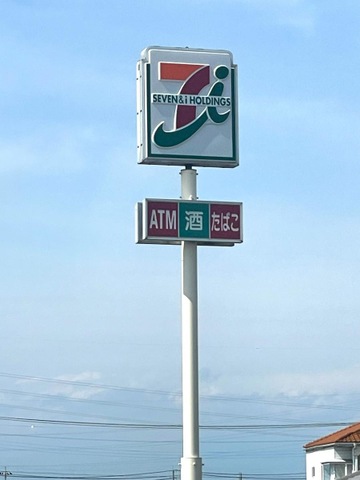 SEVEN&i HOLDINGS
ATM 酒 たばこ